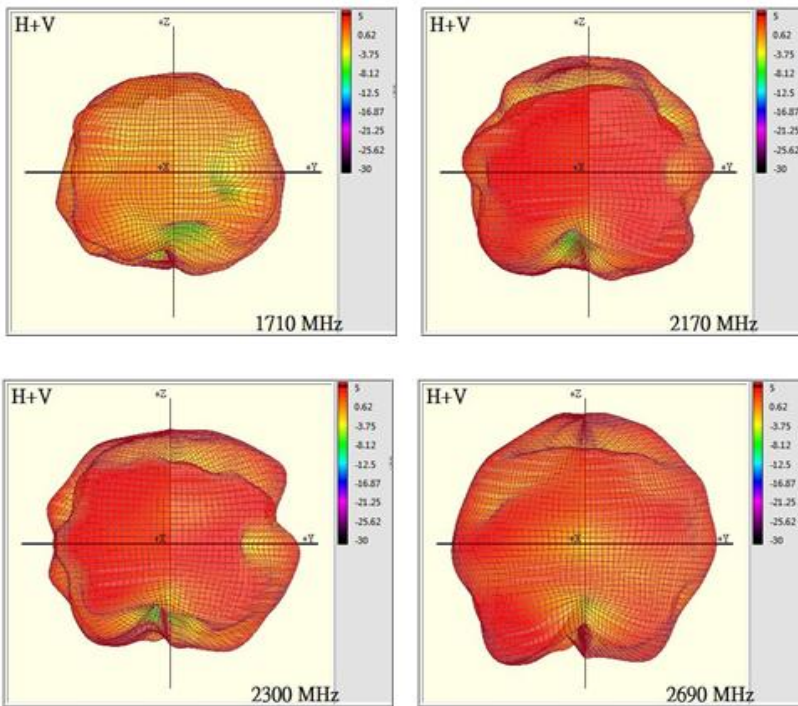 H+V
+Z
5
0.62
-3.75
-8.12
-12.5
-16.87
-21.25
-25.62
-30
+X
+Y
1710 MHz
H+V
+Z
5
0.62
-3.75
-8.12
-12.5
-16.87
-21.25
-25.62
-30
+X
+Y
2170 MHz
H+V
+Z
5
0.62
-3.75
-8.12
-12.5
-16.87
-21.25
-25.62
-30
+X
+Y
2300 MHz
H+V
+Z
5
0.62
-3.75
-8.12
-12.5
-16.87
-21.25
-25.62
-30
+X
+Y
2690 MHz